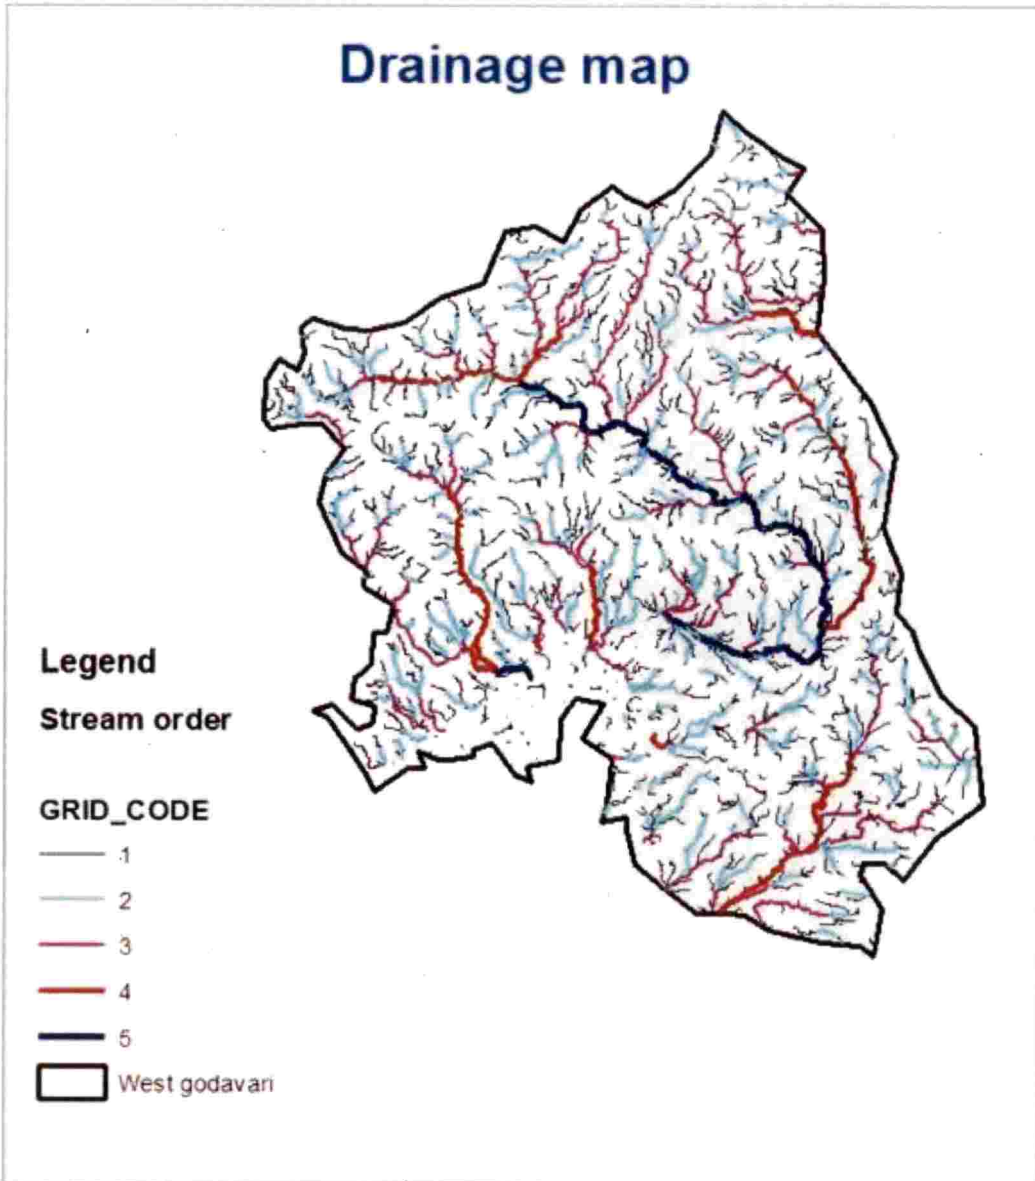 Drainage map
Legend
Stream order
GRID_CODE
1
2
3
4
5
West godavari